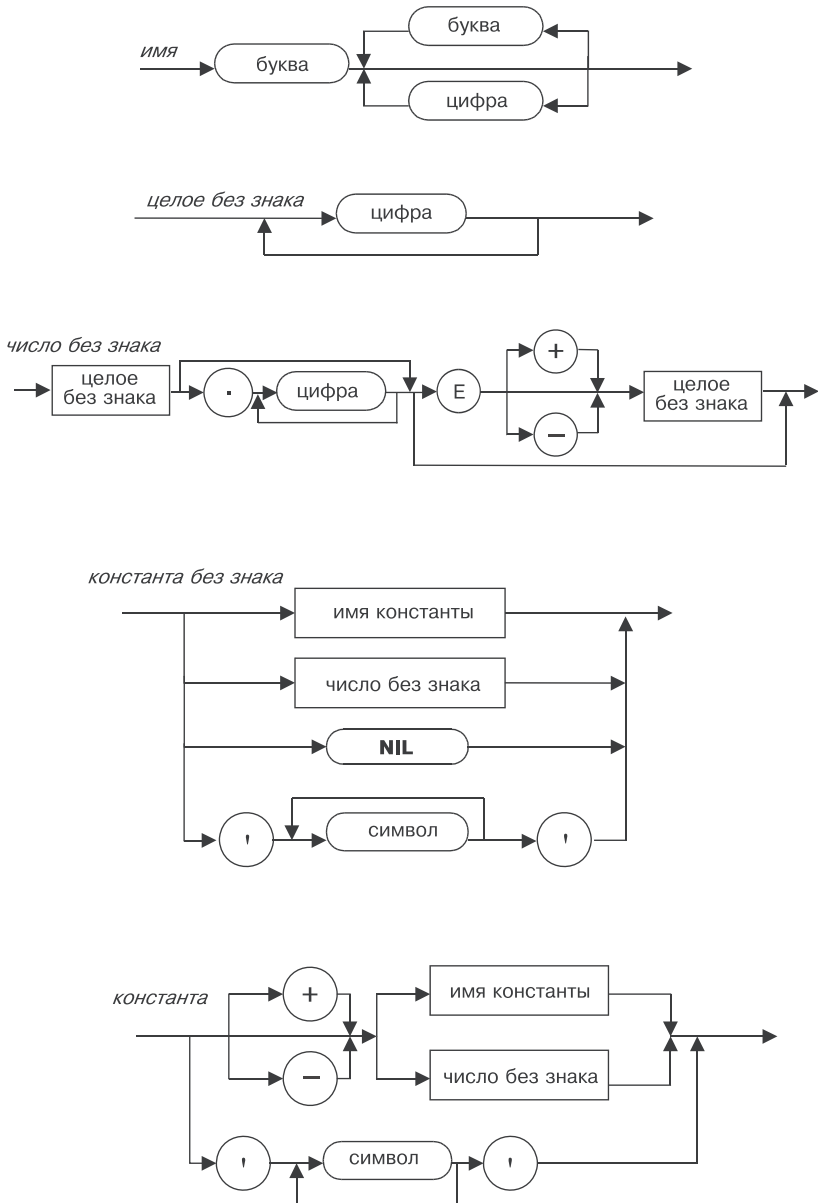 буква
имя
буква
цифра
целое без знака
цифра
число без знака
целое
без знака
.
цифра
E
+
−
целое
без знака
константа без знака
имя константы
число без знака
NIL
'
символ
'
константа
+
−
имя константы
число без знака
'
символ
'